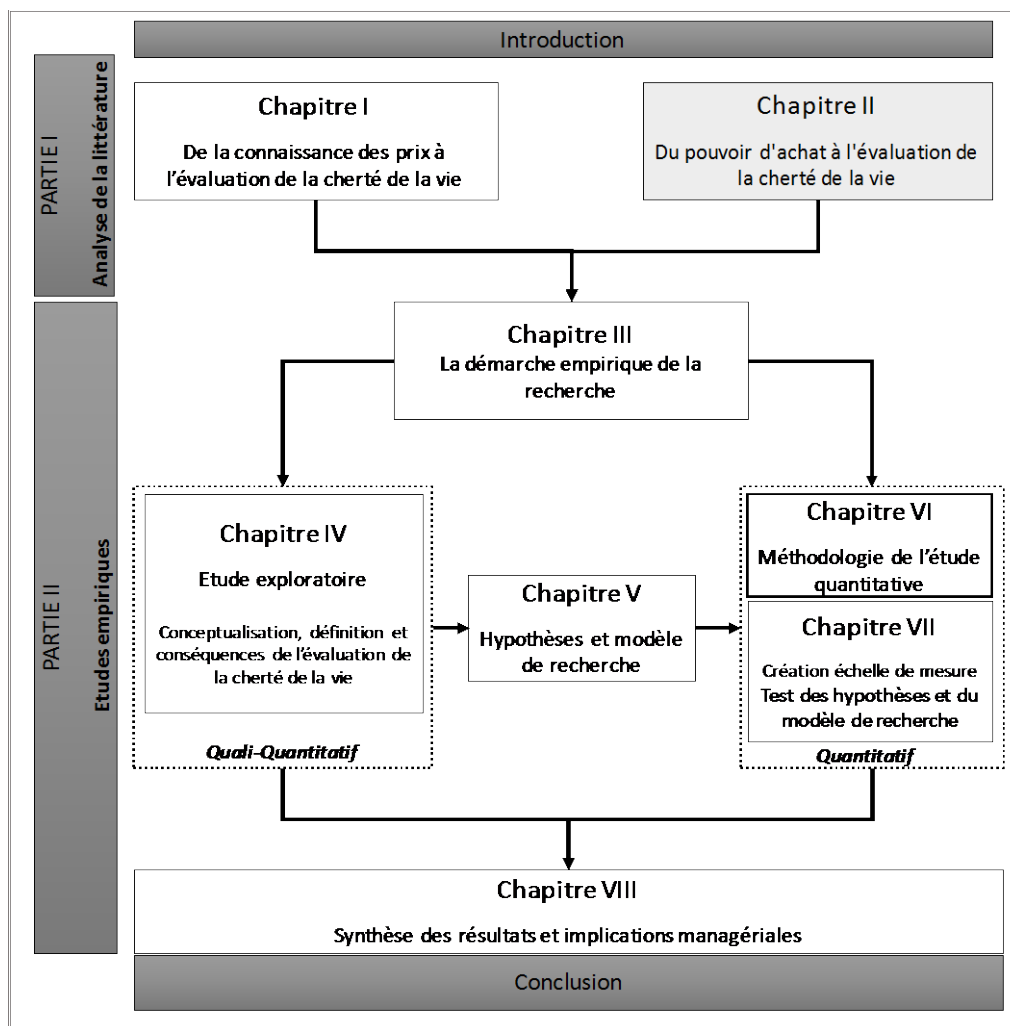 Introduction
PARTIE I
Analyse de la littérature
Chapitre I
De la connaissance des prix à
l'évaluation de la cherté de la vie
Chapitre II
Du pouvoir d'achat à l'évaluation de
la cherté de la vie
PARTIE II
Etudes empiriques
Chapitre III
La démarche empirique de la
recherche
Chapitre IV
Etude exploratoire
Conceptualisation, définition et
conséquences de l'évaluation de
la cherté de la vie
Quali-Quantitatif
Chapitre V
Hypothèses et modèle
de recherche
Chapitre VI
Méthodologie de l'étude
quantitative
Chapitre VII
Création échelle de mesure
Test des hypothèses et du
modèle de recherche
Quantitatif
Chapitre VIII
Synthèse des résultats et implications managériales
Conclusion